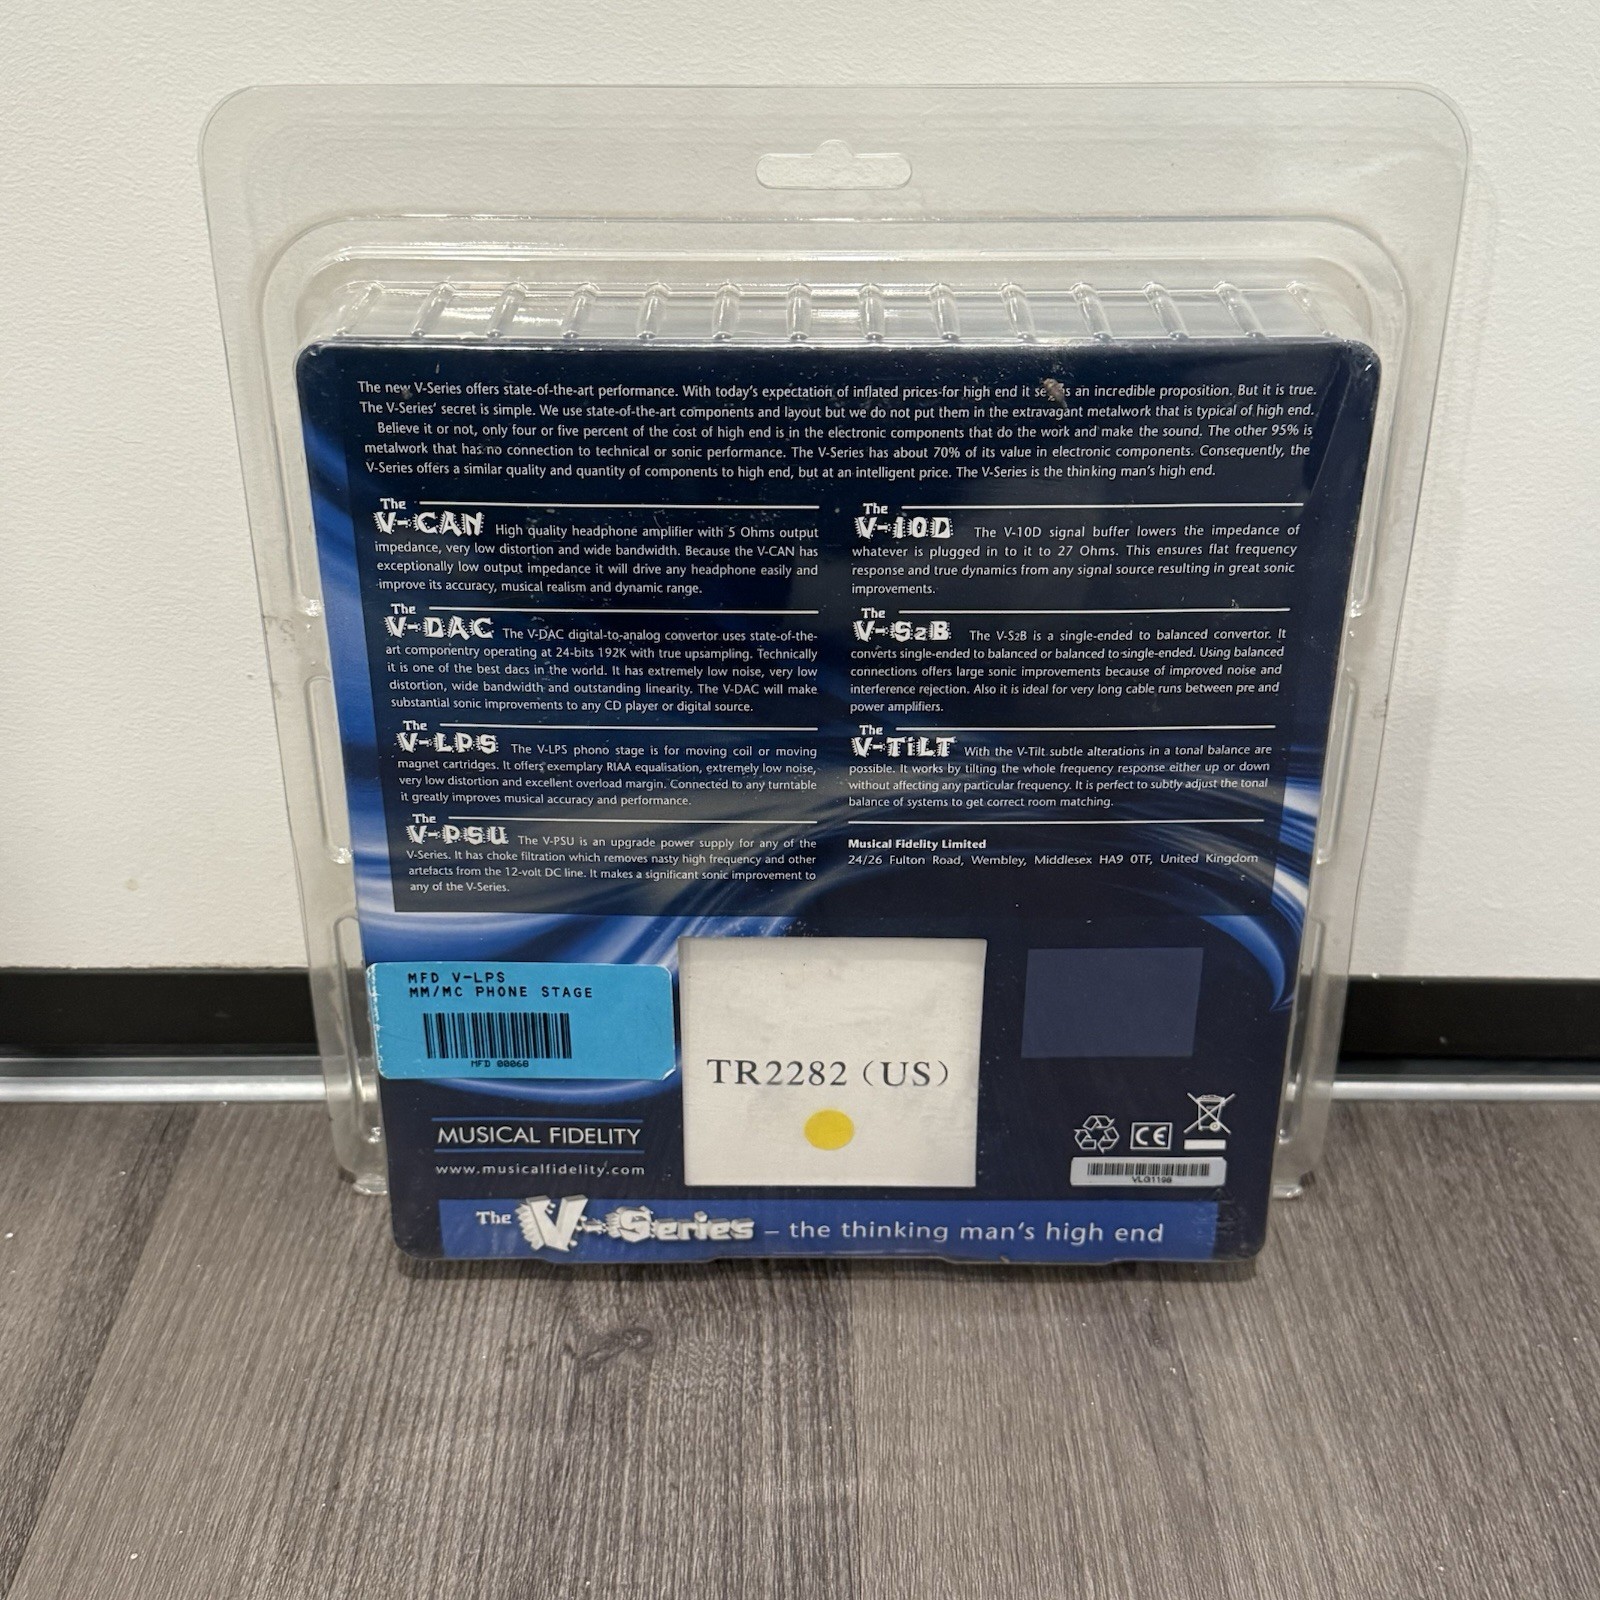 The new V-Series offers state-of-the-art performance. With today's expectation of inflated prices-for high end it as an incredible proposition. But it is true.
The V-Series' secret is simple. We use state-of-the-art components and layout but we do not put them in the extravagant metalwork that is typical of high end.
Believe it or not, only four or five percent of the cost of high end is in the electronic components that do the work and make the sound. The other 95% is
metalwork that has no connection to technical or sonic performance. The V-Series has about 70% of its value in electronic components. Consequently, the
V-Series offers a similar quality and quantity of components to high end, but at an intelligent price. The V-Series is the thinking man's high end.
The
V-CAN High quality headphone amplifier with 5 Ohms output
impedance, very low distortion and wide bandwidth. Because the V-CAN has
exceptionally low output impedance it will drive any headphone easily and
improve its accuracy, musical realism and dynamic range.
The
V-DAC The V-DAC digital-to-analog convertor uses state-of-the-
art componentry operating at 24-bits 192K with true upsampling. Technically
it is one of the best dacs in the world. It has extremely low noise, very low
distortion, wide bandwidth and outstanding linearity. The V-DAC will make
substantial sonic improvements to any CD player or digital source.
The
V-LPS The V-LPS phono stage is for moving coil or moving
magnet cartridges. It offers exemplary RIAA equalisation, extremely low noise,
very low distortion and excellent overload margin. Connected to any turntable
it greatly improves musical accuracy and performance.
The
V-PSU The V-PSU is an upgrade power supply for any of the
V-Series. It has choke filtration which removes nasty high frequency and other
artefacts from the 12-volt DC line. It makes a significant sonic improvement to
any of the V-Series.
The
V-10D The V-10D signal buffer lowers the impedance of
whatever is plugged in to it to 27 Ohms. This ensures flat frequency
response and true dynamics from any signal source resulting in great sonic
improvements.
The
V-S2B The V-S2B is a single-ended to balanced convertor. It
converts single-ended to balanced or balanced to single-ended. Using balanced
connections offers large sonic improvements because of improved noise and
interference rejection. Also it is ideal for very long cable runs between pre and
power amplifiers.
The
V-TILT With the V-Tilt subtle alterations in a tonal balance are
possible. It works by tilting the whole frequency response either up or down
without affecting any particular frequency. It is perfect to subtly adjust the tonal
balance of systems to get correct room matching.
Musical Fidelity Limited
24/26 Fulton Road, Wembley, Middlesex HA9 0TF, United Kingdom
MFD V-LPS
MM/MC PHONE STAGE
MFD 00068
TR2282 (US)
MUSICAL FIDELITY
www.musicalfidelity.com
CE
VLG1198
The V-Series – the thinking man's high end